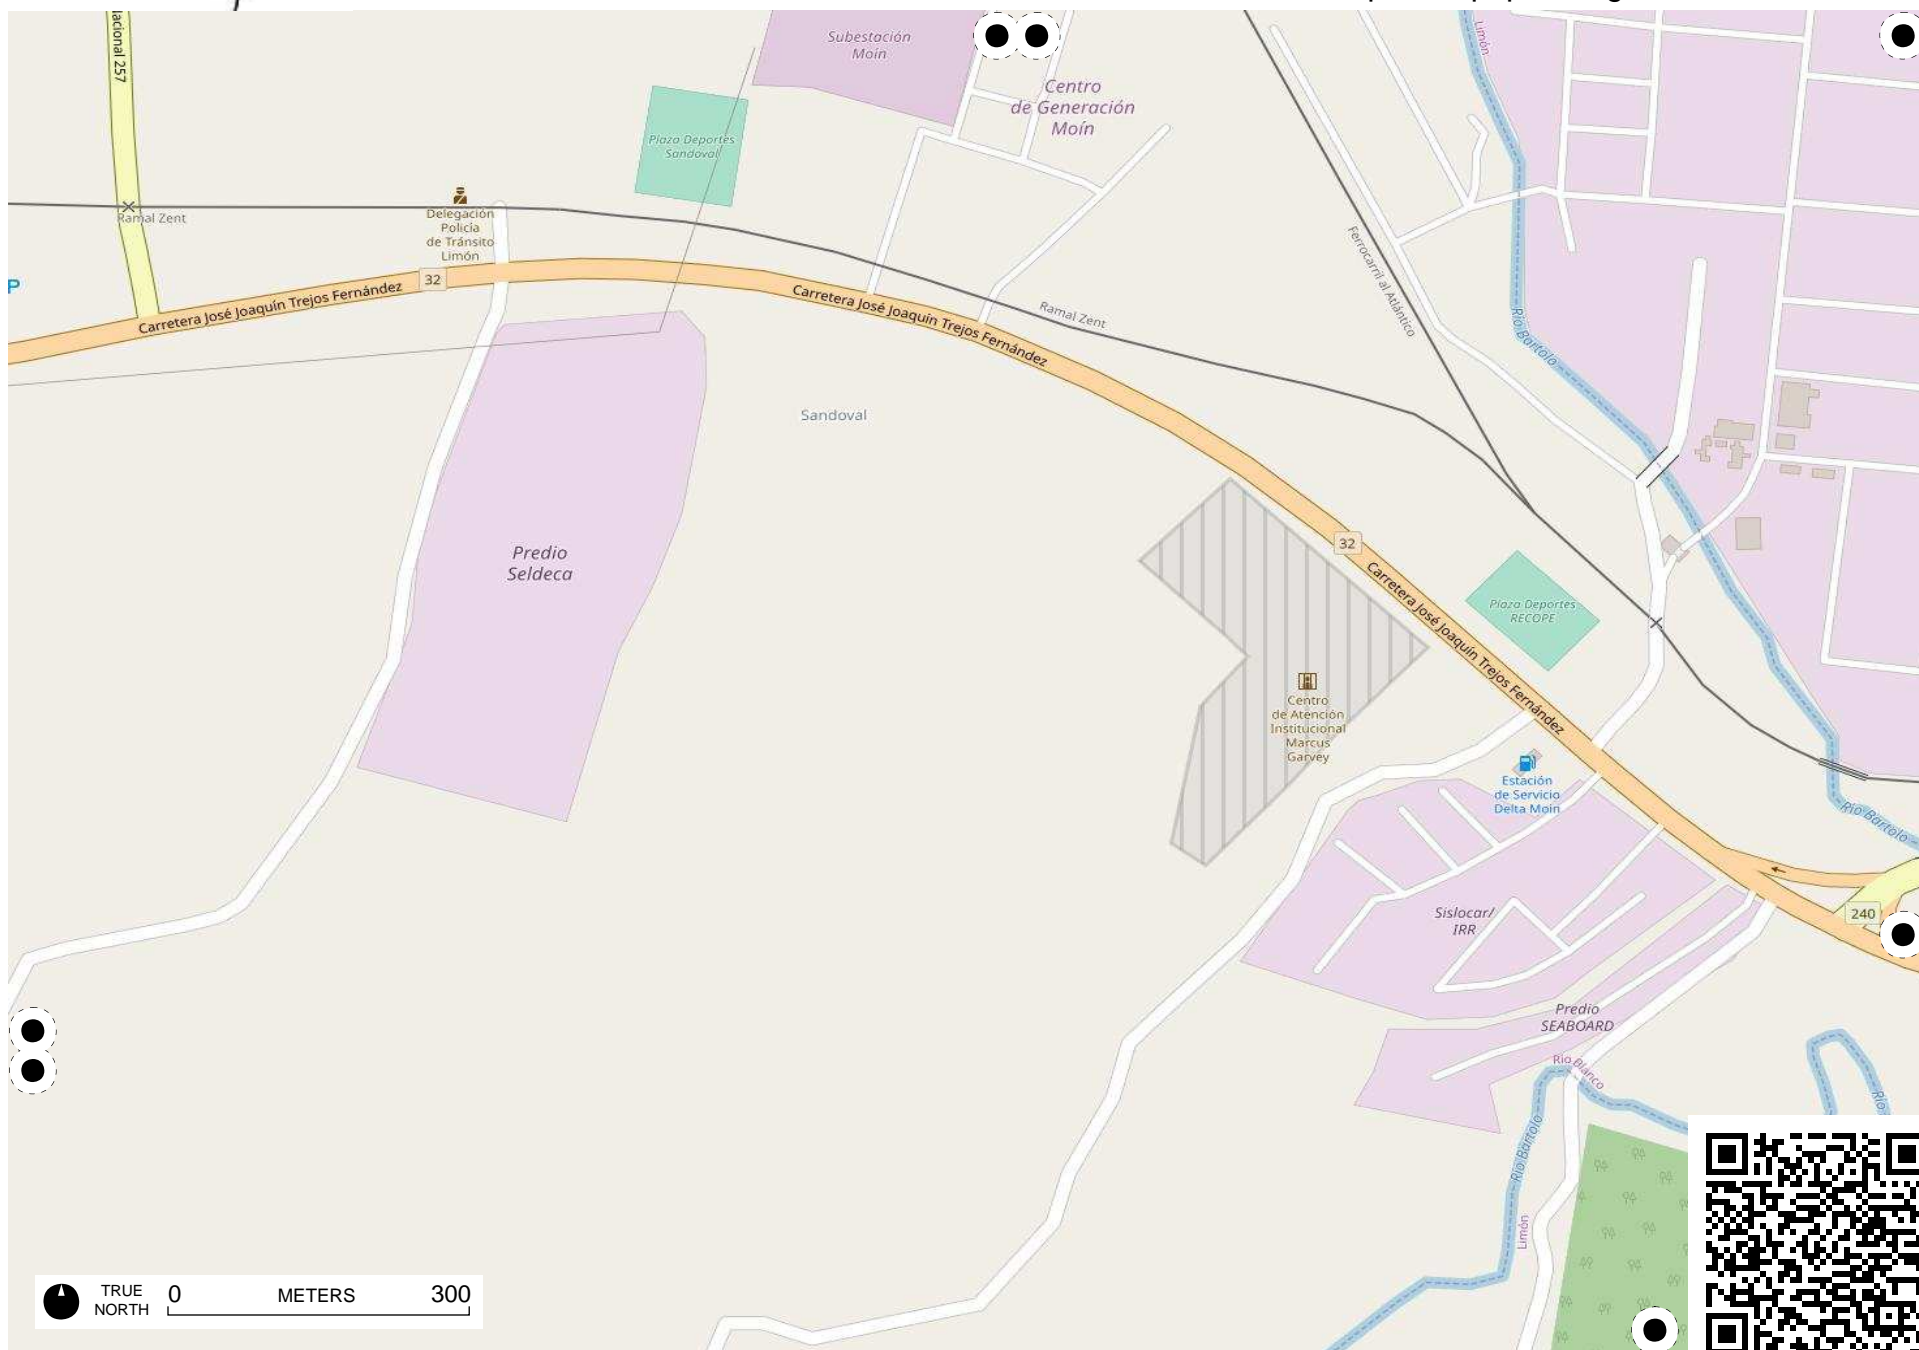 Nacional 257
Subestación
Moín
Centro
de Generación
Moín
Limón
Plaza Deportes
Sandoval
Ramal Zent
Delegación
Policía
de Tránsito
Limón
P
32
Carretera José Joaquín Trejos Fernández
Carretera José Joaquín Trejos Fernández
Ramal Zent
Ferrocarril al Atlántico
Río Bartolo
Sandoval
Predio
Seldeca
32
Carretera José Joaquín Trejos Fernández
Plaza Deportes
RECOPE
Centro
de Atención
Institucional
Marcus
Garvey
Estación
de Servicio
Delta Moín
Río Bartolo
240
Sislocar/
IRR
Predio
SEABOARD
Río Blanco
Río
Río Bartolo
Limón
TRUE
NORTH
0 METERS 300